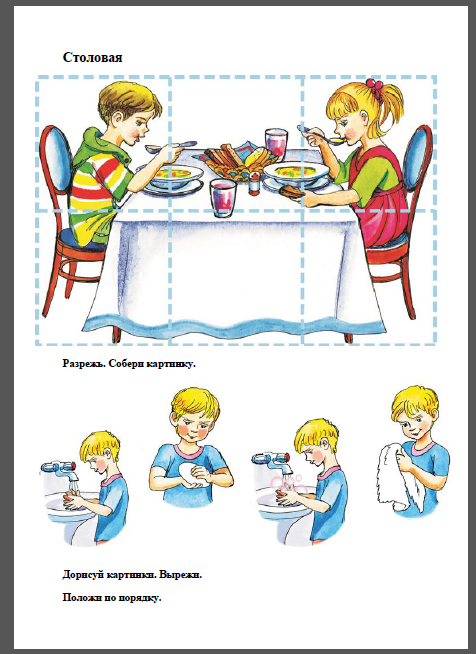 Столовая
Разрежь. Собери картинку.
Дорисуй картинки. Вырежи.
Положи по порядку.